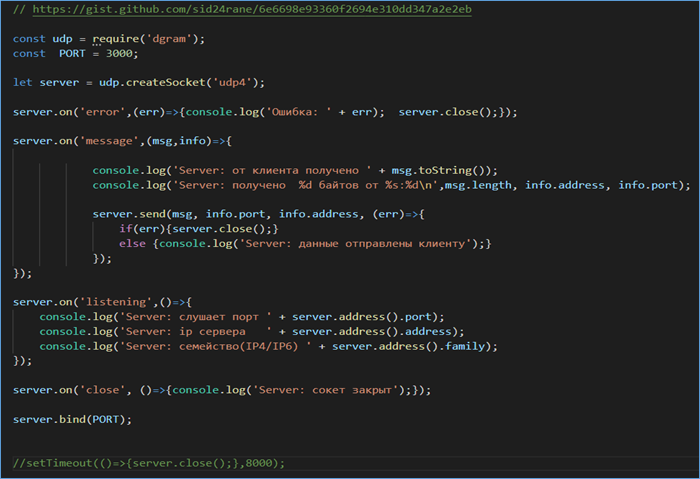 // https://gist.github.com/sid24rane/6e6698e93360f2694e310dd347a2e2eb
const udp = require('dgram');
const  PORT = 3000;
let server = udp.createSocket('udp4');
server.on('error',(err)=>{console.log('Ошибка: ' + err);  server.close();});
server.on('message',(msg,info)=>{
console.log('Server: от клиента получено ' + msg.toString());
console.log('Server: получено  %d байтов от %s:%d\n',msg.length, info.address, info.port);
server.send(msg, info.port, info.address, (err)=>{
if(err){server.close();}
else {console.log('Server: данные отправлены клиенту');}
});
});
server.on('listening',()=>{
console.log('Server: слушает порт ' + server.address().port);
console.log('Server: ip сервера   ' + server.address().address);
console.log('Server: семейство(IP4/IP6) ' + server.address().family);
});
server.on('close', ()=>{console.log('Server: сокет закрыт');});
server.bind(PORT);
//setTimeout(()=>{server.close();},8000);